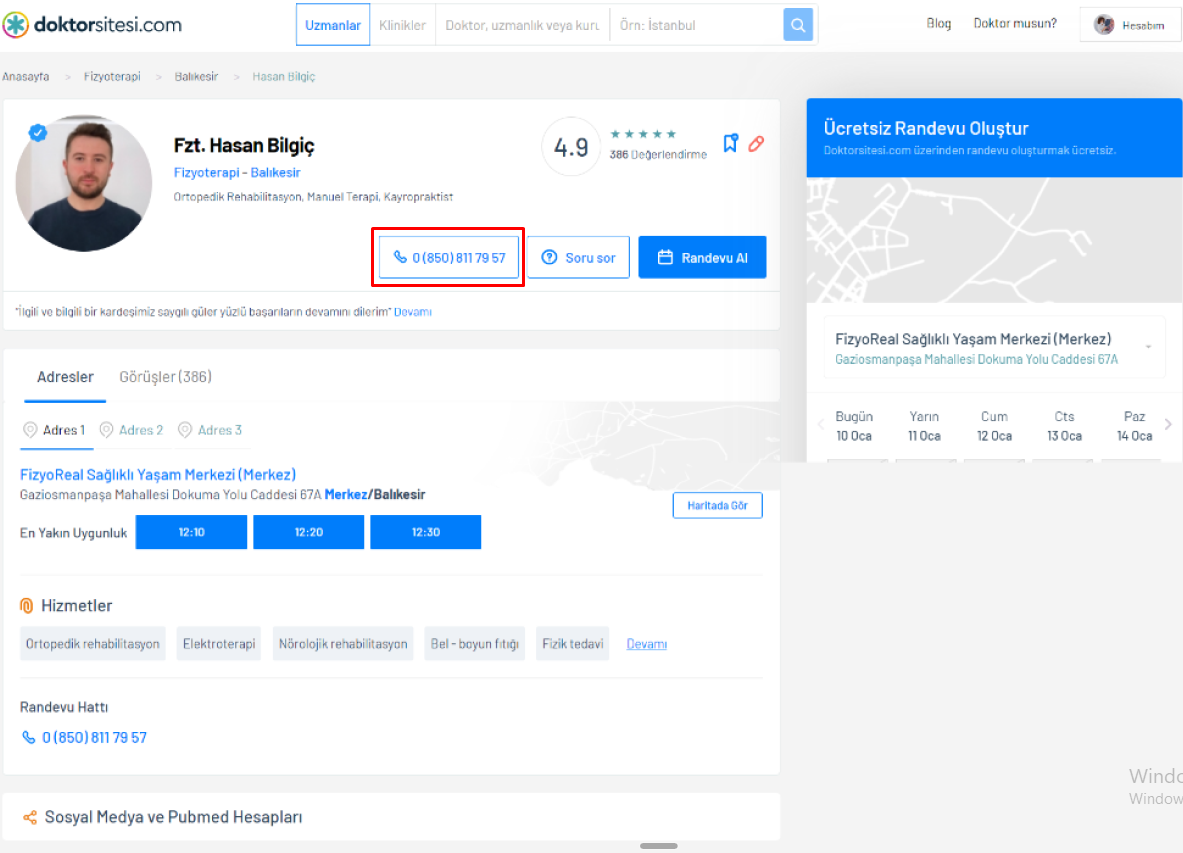 doktorsitesi.com
Uzmanlar
Klinikler
Doktor, uzmanlık veya kuru
Örn: İstanbul
Blog
Doktor musun?
Hesabım
Anasayfa > Fizyoterapi > Balıkesir > Hasan Bilgiç
Fzt. Hasan Bilgiç
Fizyoterapi - Balıkesir
Ortopedik Rehabilitasyon, Manuel Terapi, Kayropraktist
4.9
386 Değerlendirme
0 (850) 811 79 57
Soru sor
Randevu Al
"İlgili ve bilgili bir kardeşimiz saygılı güler yüzlü başarıların devamını dilerim" Devamı
Ücretsiz Randevu Oluştur
Doktorsitesi.com üzerinden randevu oluşturmak ücretsiz.
FizyoReal Sağlıklı Yaşam Merkezi (Merkez)
Gaziosmanpaşa Mahallesi Dokuma Yolu Caddesi 67A
Bugün Yarın Cum Cts Paz
10 Oca 11 Oca 12 Oca 13 Oca 14 Oca
Adresler
Görüşler (386)
Adres 1
Adres 2
Adres 3
FizyoReal Sağlıklı Yaşam Merkezi (Merkez)
Gaziosmanpaşa Mahallesi Dokuma Yolu Caddesi 67A Merkez/Balıkesir
Haritada Gör
En Yakın Uygunluk
12:10
12:20
12:30
Hizmetler
Ortopedik rehabilitasyon
Elektroterapi
Nörolojik rehabilitasyon
Bel - boyun fıtığı
Fizik tedavi
Devamı
Randevu Hattı
0 (850) 811 79 57
Sosyal Medya ve Pubmed Hesapları
Windo
Window